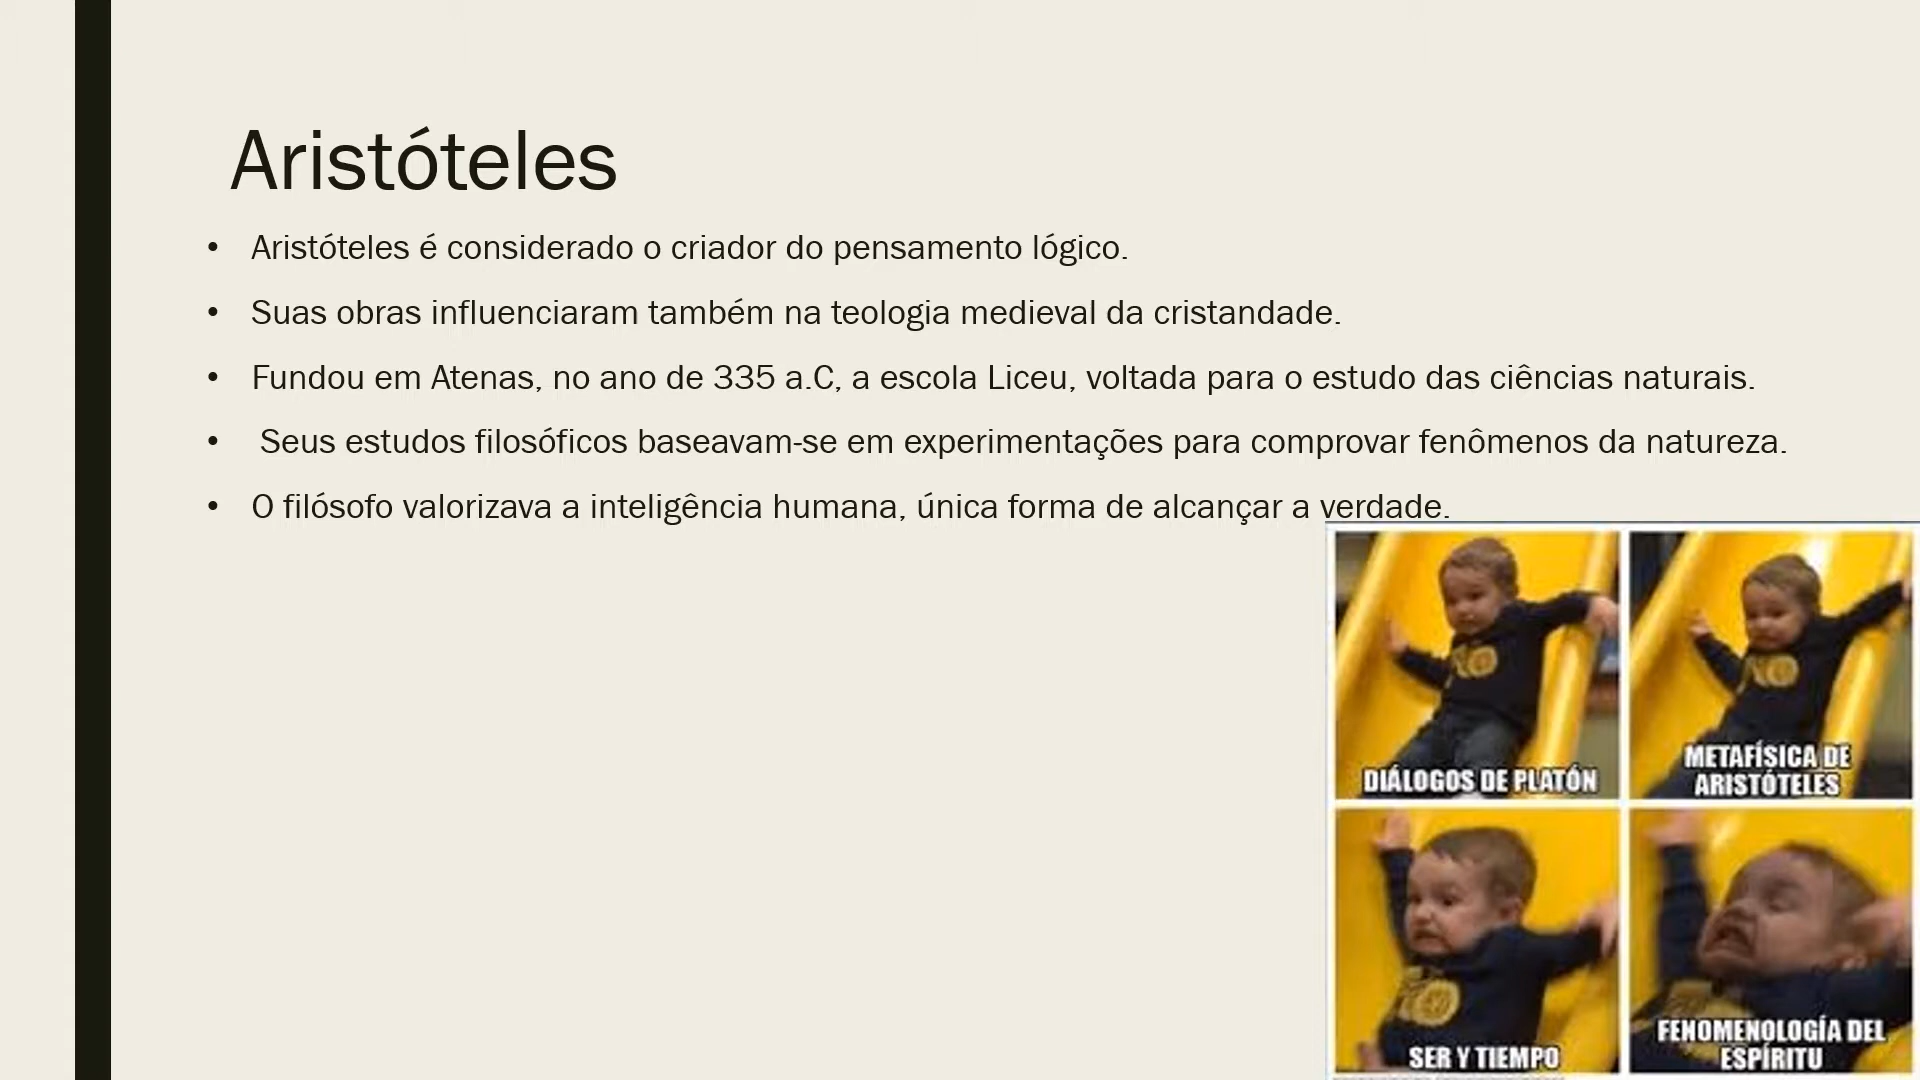 Aristóteles
• Aristóteles é considerado o criador do pensamento lógico.
• Suas obras influenciaram também na teologia medieval da cristandade.
• Fundou em Atenas, no ano de 335 a.C, a escola Liceu, voltada para o estudo das ciências naturais.
• Seus estudos filosóficos baseavam-se em experimentações para comprovar fenômenos da natureza.
• O filósofo valorizava a inteligência humana, única forma de alcançar a verdade.
DIÁLOGOS DE PLATÓN
METAFÍSICA DE
ARISTÓTELES
SER Y TIEMPO
FENOMENOLOGÍA DEL
ESPÍRITU